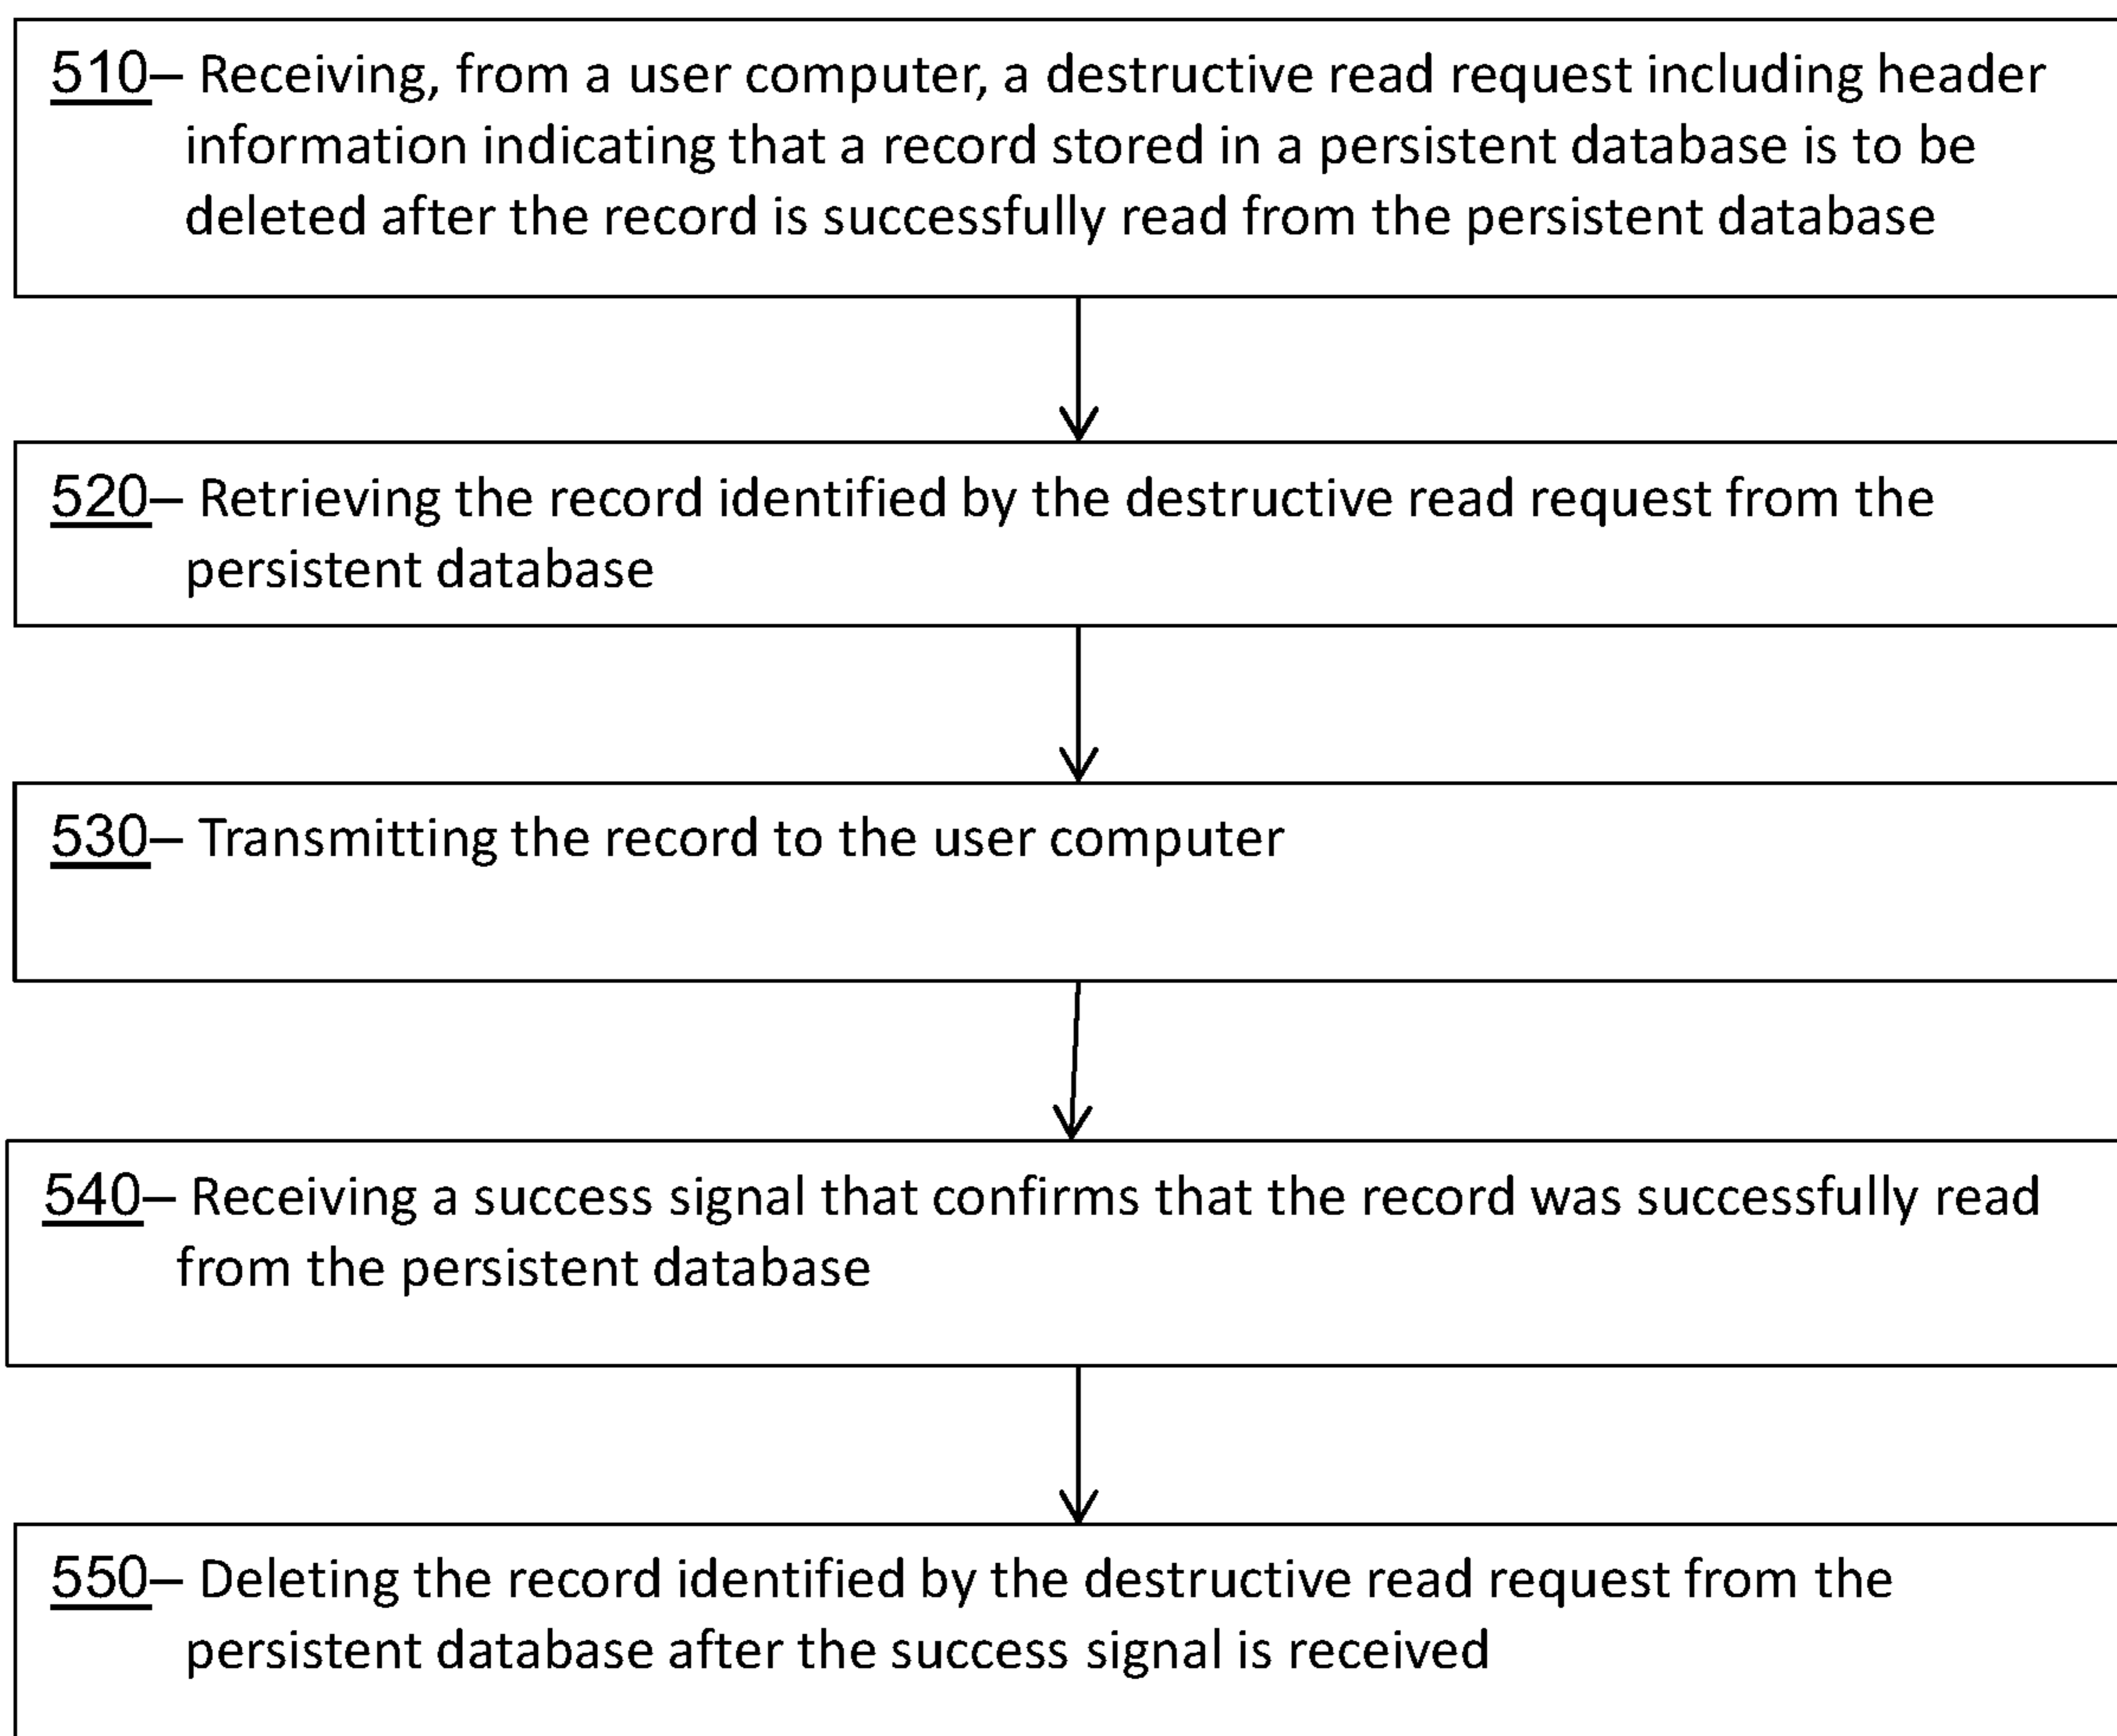 510– Receiving, from a user computer, a destructive read request including header
information indicating that a record stored in a persistent database is to be
deleted after the record is successfully read from the persistent database
520– Retrieving the record identified by the destructive read request from the
persistent database
530– Transmitting the record to the user computer
540– Receiving a success signal that confirms that the record was successfully read
from the persistent database
550– Deleting the record identified by the destructive read request from the
persistent database after the success signal is received